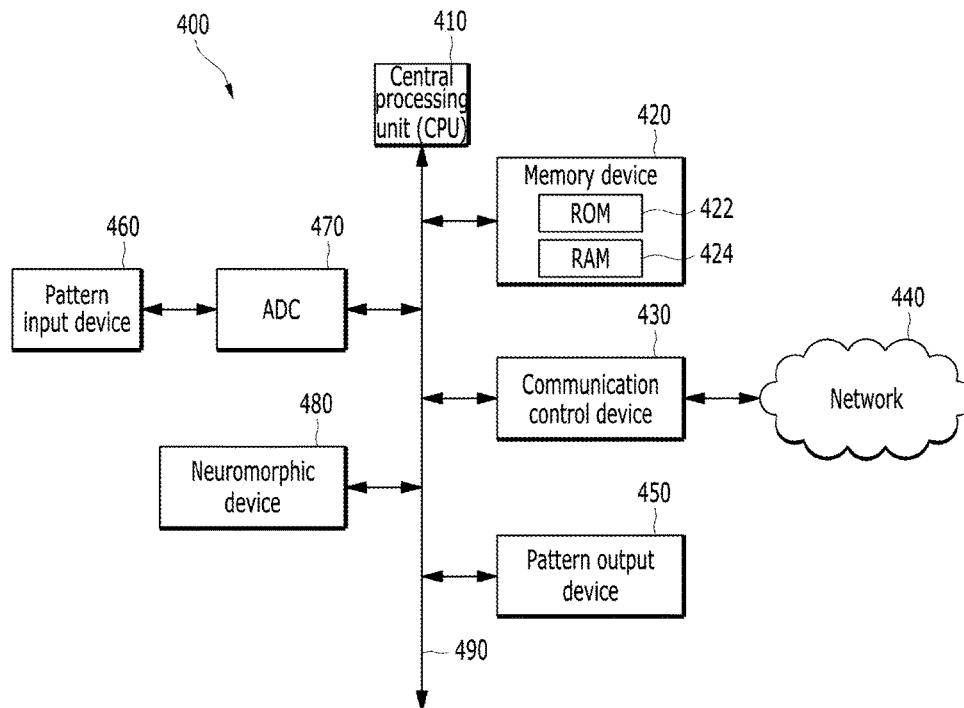 400
410
Central
processing
unit (CPU)
420
Memory device
ROM
422
RAM
424
460
Pattern
input device
470
ADC
430
Communication
control device
440
Network
480
Neuromorphic
device
450
Pattern output
device
490